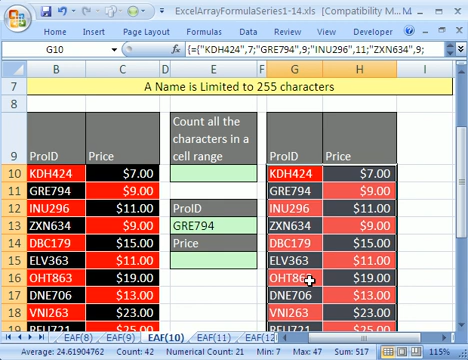 ExcelArrayFormulaSeries1-14.xls [Compatibility M
Home Insert Page Layout Formulas Data Review View Developer
G10 {={"KDH424",7;"GRE794",9;"INU296",11;"ZXN634",9;
B C D E F G H I
7 A Name is Limited to 255 characters
8
9 ProID Price Count all the characters in a cell range ProID Price
10 KDH424 $7.00 KDH424 $7.00
11 GRE794 $9.00 GRE794 $9.00
12 INU296 $11.00 ProID INU296 $11.00
13 ZXN634 $9.00 GRE794 ZXN634 $9.00
14 DBC179 $15.00 Price DBC179 $15.00
15 ELV363 $11.00 ELV363 $11.00
16 OHT863 $19.00 OHT863 $19.00
17 DNE706 $13.00 DNE706 $13.00
18 VNI263 $23.00 VNI263 $23.00
19 REU721 $25.00 REU721 $25.00
EAF(8) EAF(9) EAF(10) EAF(11) EAF(12
Average: 24.61904762 Count: 42 Numerical Count: 21 Min: 7 Max: 47 Sum: 517 115%